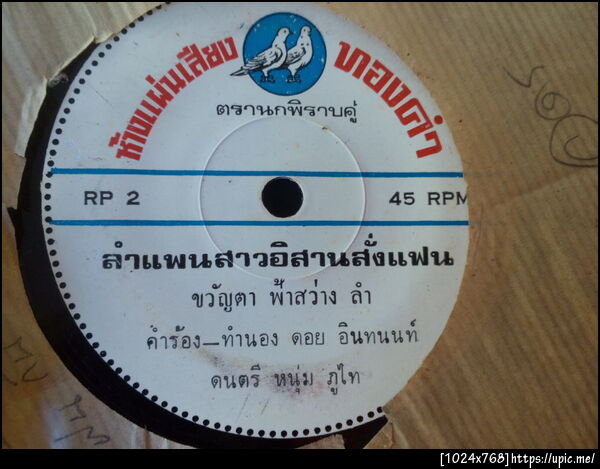 ห้างแผ่นเสียง ทองคำ
ตรานกพิราบคู่
RP 2 45 RPM
ลำแพนสาวอิสานสั่งแฟน
ขวัญตา ฟ้าสว่าง ลำ
คำร้อง-ทำนอง ดอย อินทนนท์
ดนตรี หนุ่ม ภูไท
[1024x768]https://upic.me/